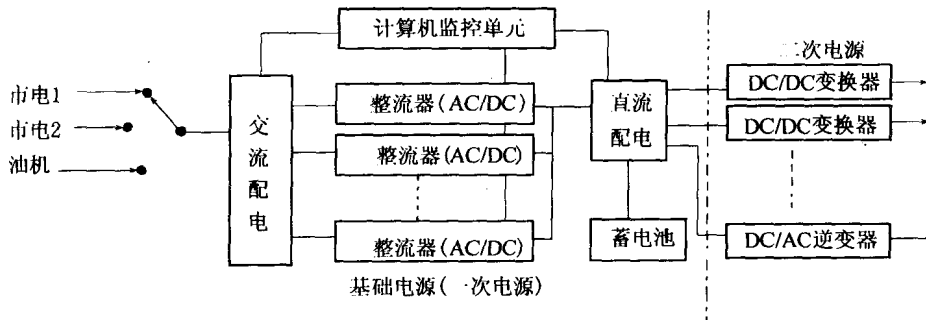 计算机监控单元
二次电源
市电1
市电2
油机
交流配电
整流器(AC/DC)
整流器(AC/DC)
整流器(AC/DC)
直流配电
蓄电池
DC/DC变换器
DC/DC变换器
DC/AC逆变器
基础电源(一次电源)